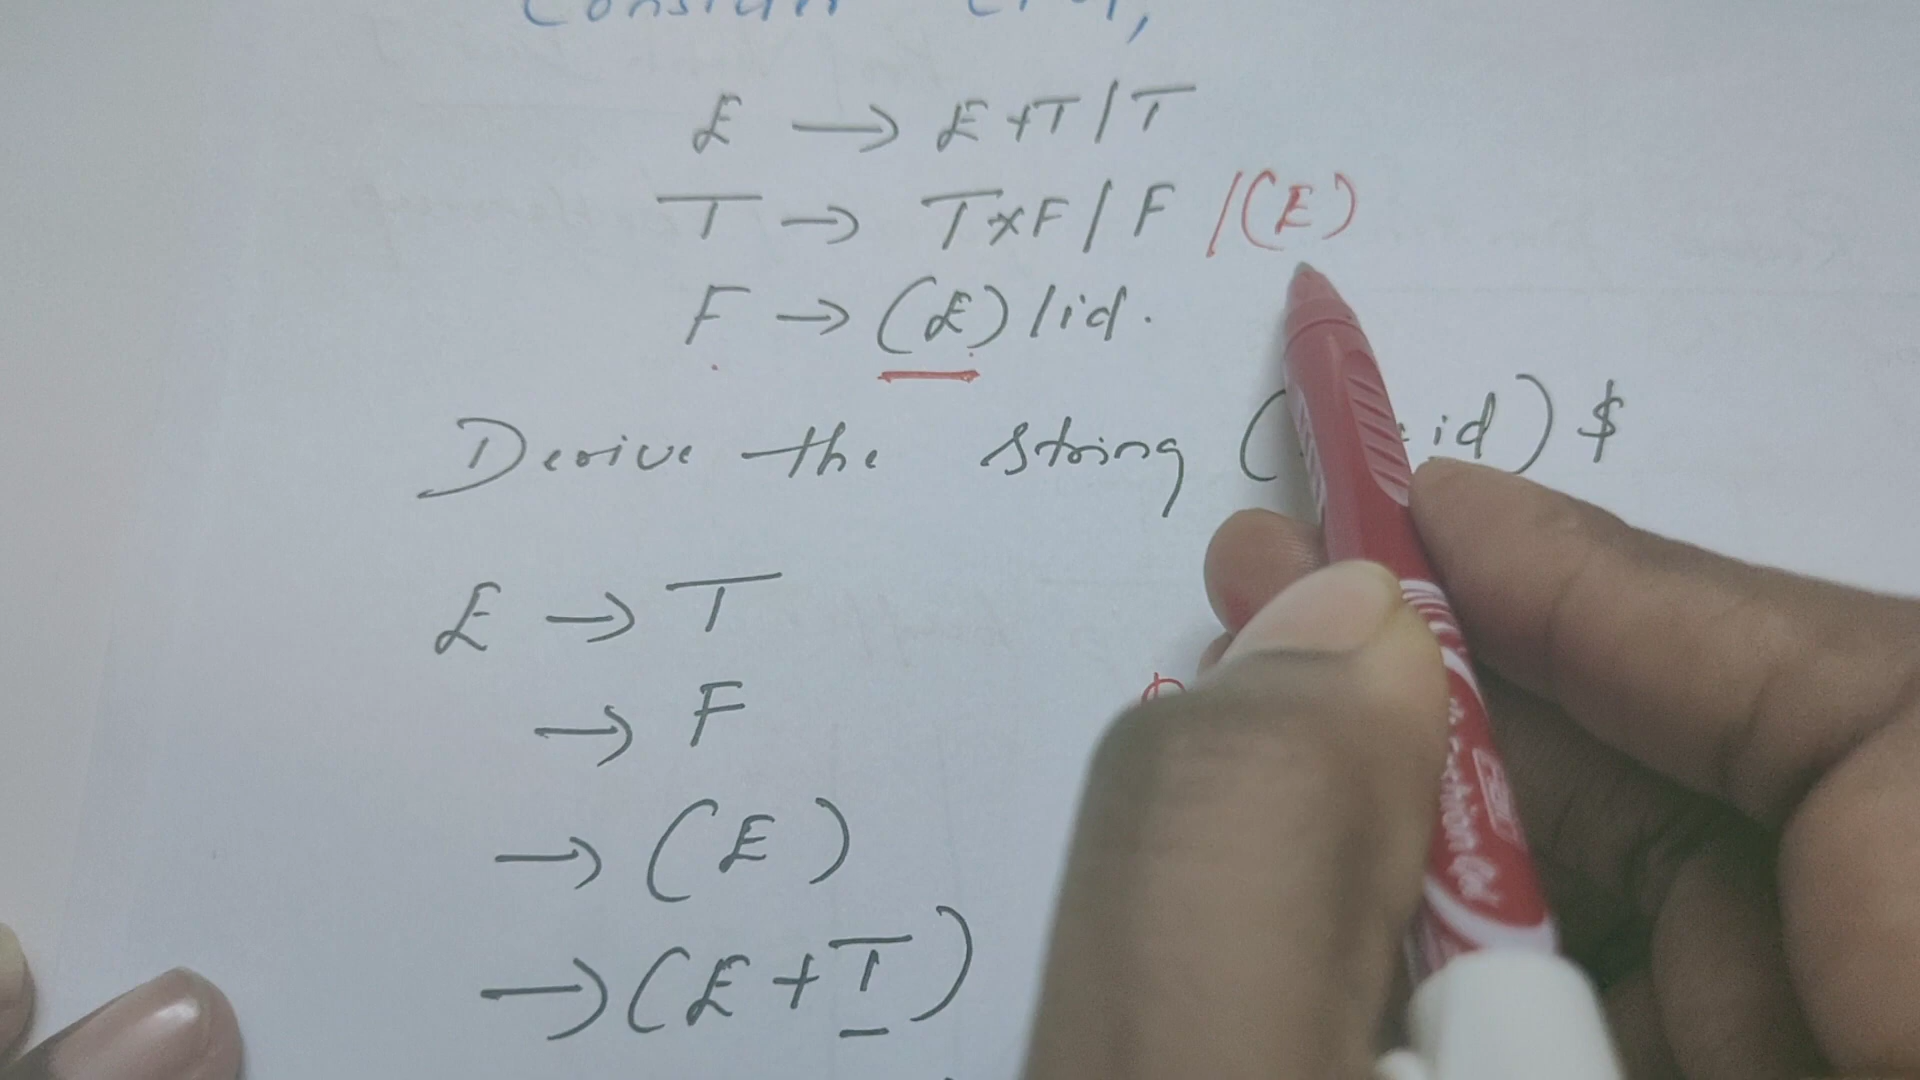 E → E+T/T
T → T*F/F /(E)
F → (E)/id.
Derive the string ( id) $
E → T
→ F
→ (E)
→ (E+T)